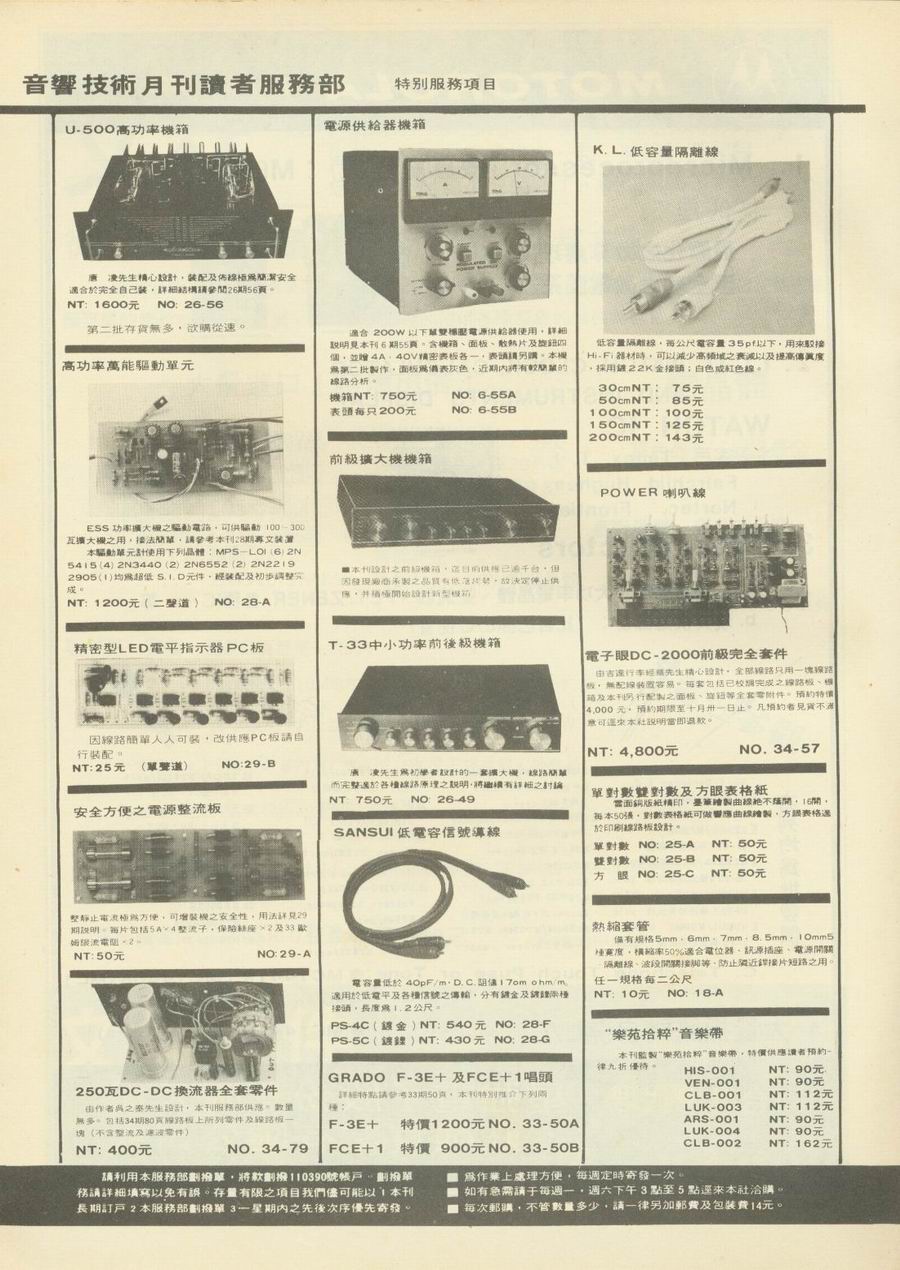 音響技術月刊讀者服務部 特別服務項目
U-500高功率機箱
唐 凌先生精心設計，裝配及佈線極爲簡潔安全
適合於完全自己裝，詳細結構請參閱26期56頁。
NT: 1600元 NO: 26-56
第二批存貨無多，欲購從速。
高功率萬能驅動單元
ESS 功率擴大機之驅動電路，可供驅動 100-300
瓦擴大機之用，接法簡單，請參考本刊28期專文裝置
本驅動單元計使用下列晶體：MPS-LOI (6) 2N
5415 (4) 2N3440 (2) 2N6552 (2) 2N2219
2905 (1) 均爲超低 S.I.D元件，經裝配及初步調整完
成。
NT: 1200元 (二聲道) NO: 28-A
精密型LED電平指示器PC板
因線路簡單人人可裝，改供應PC板請自
行裝配。
NT:25元 (單聲道) NO:29-B
安全方便之電源整流板
整靜止電流極爲方便，可增裝機之安全性，用法詳見29
期說明。每片包括5A×4整流子，保險絲座×2及33歐
姆限流電阻×2。
NT:50元 NO:29-A
250瓦DC-DC換流器全套零件
由作者吳之泰先生設計，本刊服務部供應。數量
無多。包括34期80頁線路板上所列零件及線路板一
塊（不含整流及濾波零件）
NT: 400元 NO. 34-79
電源供給器機箱
適合 200W 以下單雙穩壓電源供給器使用，詳細
說明見本刊 6 期55頁。含機箱、面板、散熱片及旋鈕四
個，並贈 4A、40V精密表板各一，表頭請另購。本機
爲第二批製作，面板爲儀表灰色，近期內將有較簡單的
線路分析。
機箱NT: 750元 NO: 6-55A
表頭每只200元 NO: 6-55B
前級擴大機機箱
■本刊設計之前級機箱，迄目前供應已逾千台，但
因發現廠商承製之品質有低落現象，故決定停止供
應，并積極開始設計新型機箱
T-33中小功率前後級機箱
唐 凌先生爲初學者設計的一套擴大機，線路簡單
而完整適於各種線路原理之說明，將繼續有詳細之討論
NT: 750元 NO: 26-49
SANSUI 低電容信號導線
電容量低於 40pF/m，D.C.阻值17om ohm/m,
適用於低電平及各種信號之傳輸，分有鍍金及鍍鎳兩種
接頭，長度爲 1.2公尺。
PS-4C (鍍金) NT: 540元 NO: 28-F
PS-5C (鍍鎳) NT: 430元 NO: 28-G
GRADO F-3E+ 及FCE+1唱頭
詳細特點請參考33期50頁，本刊特別推介下列兩
種：
F-3E+ 特價1200元 NO. 33-50A
FCE+1 特價 900元 NO. 33-50B
K. L. 低容量隔離線
低容量隔離線，每公尺電容量 35pf以下，用來駁接
Hi-Fi 器材時，可以減少高頻域之衰減以及提高傳眞度
，採用鍍22K金接頭：白色或紅色線。
30cmNT: 75元
50cmNT: 85元
100cmNT: 100元
150cmNT: 125元
200cmNT: 143元
POWER 喇叭線
電子眼DC-2000前級完全套件
由吉達行李經蔴先生精心設計，全部線路只用一塊線路
板，無配線裝置容易。每套包括已校調完成之線路板、機
箱及本刊另行配製之面板、旋鈕等全套零附件。預約特價
4,000 元，預約期限至十月卅一日止。凡預約者見貨不滿
意可逕來本社說明當即退款。
NT: 4,800元 NO. 34-57
單對數雙對數及方眼表格紙
雪面銅版紙精印，墨筆繪製曲線絶不擴開，16開，
每本50張，對數表格紙可做響應曲線繪製，方眼表格適
於印刷線路板設計。
單對數 NO: 25-A NT: 50元
雙對數 NO: 25-B NT: 50元
方 眼 NO: 25-C NT: 50元
熱縮套管
備有規格5mm、6mm、7mm、8.5mm、10mm5
種寬度，橫縮率50%適合電位器、訊源插座、電源開關
、隔離線、波段開關接脚等、防止隣近銲接片短路之用。
任一規格每二公尺
NT: 10元 NO: 18-A
“樂苑拾粹”音樂帶
本刊監製“樂苑拾粹”音樂帶，特價供應讀者預約一
律九折優待。
HIS-001 NT: 90元
VEN-001 NT: 90元
CLB-001 NT: 112元
LUK-003 NT: 112元
ARS-001 NT: 90元
LUK-004 NT: 90元
CLB-002 NT: 162元
請利用本服務部劃撥單，將款劃撥110390號帳戶。劃撥單
務請詳細填寫以免有誤。存量有限之項目我們儘可能以 1 本刊
長期訂戶 2 本服務部劃撥單 3 一星期內之先後次序優先寄發。
■ 爲作業上處理方便，每週定時寄發一次。
■ 如有急需請于每週一，週六下午 3 點至 5 點逕來本社洽購。
■ 每次郵購，不管數量多少，請一律另加郵費及包裝費14元。